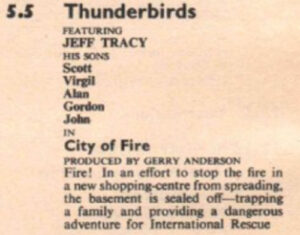 5.5 Thunderbirds
FEATURING
JEFF TRACY
HIS SONS
Scott
Virgil
Alan
Gordon
John
IN
City of Fire
PRODUCED BY GERRY ANDERSON
Fire! In an effort to stop the fire in
a new shopping-centre from spreading,
the basement is sealed off—trapping
a family and providing a dangerous
adventure for International Rescue